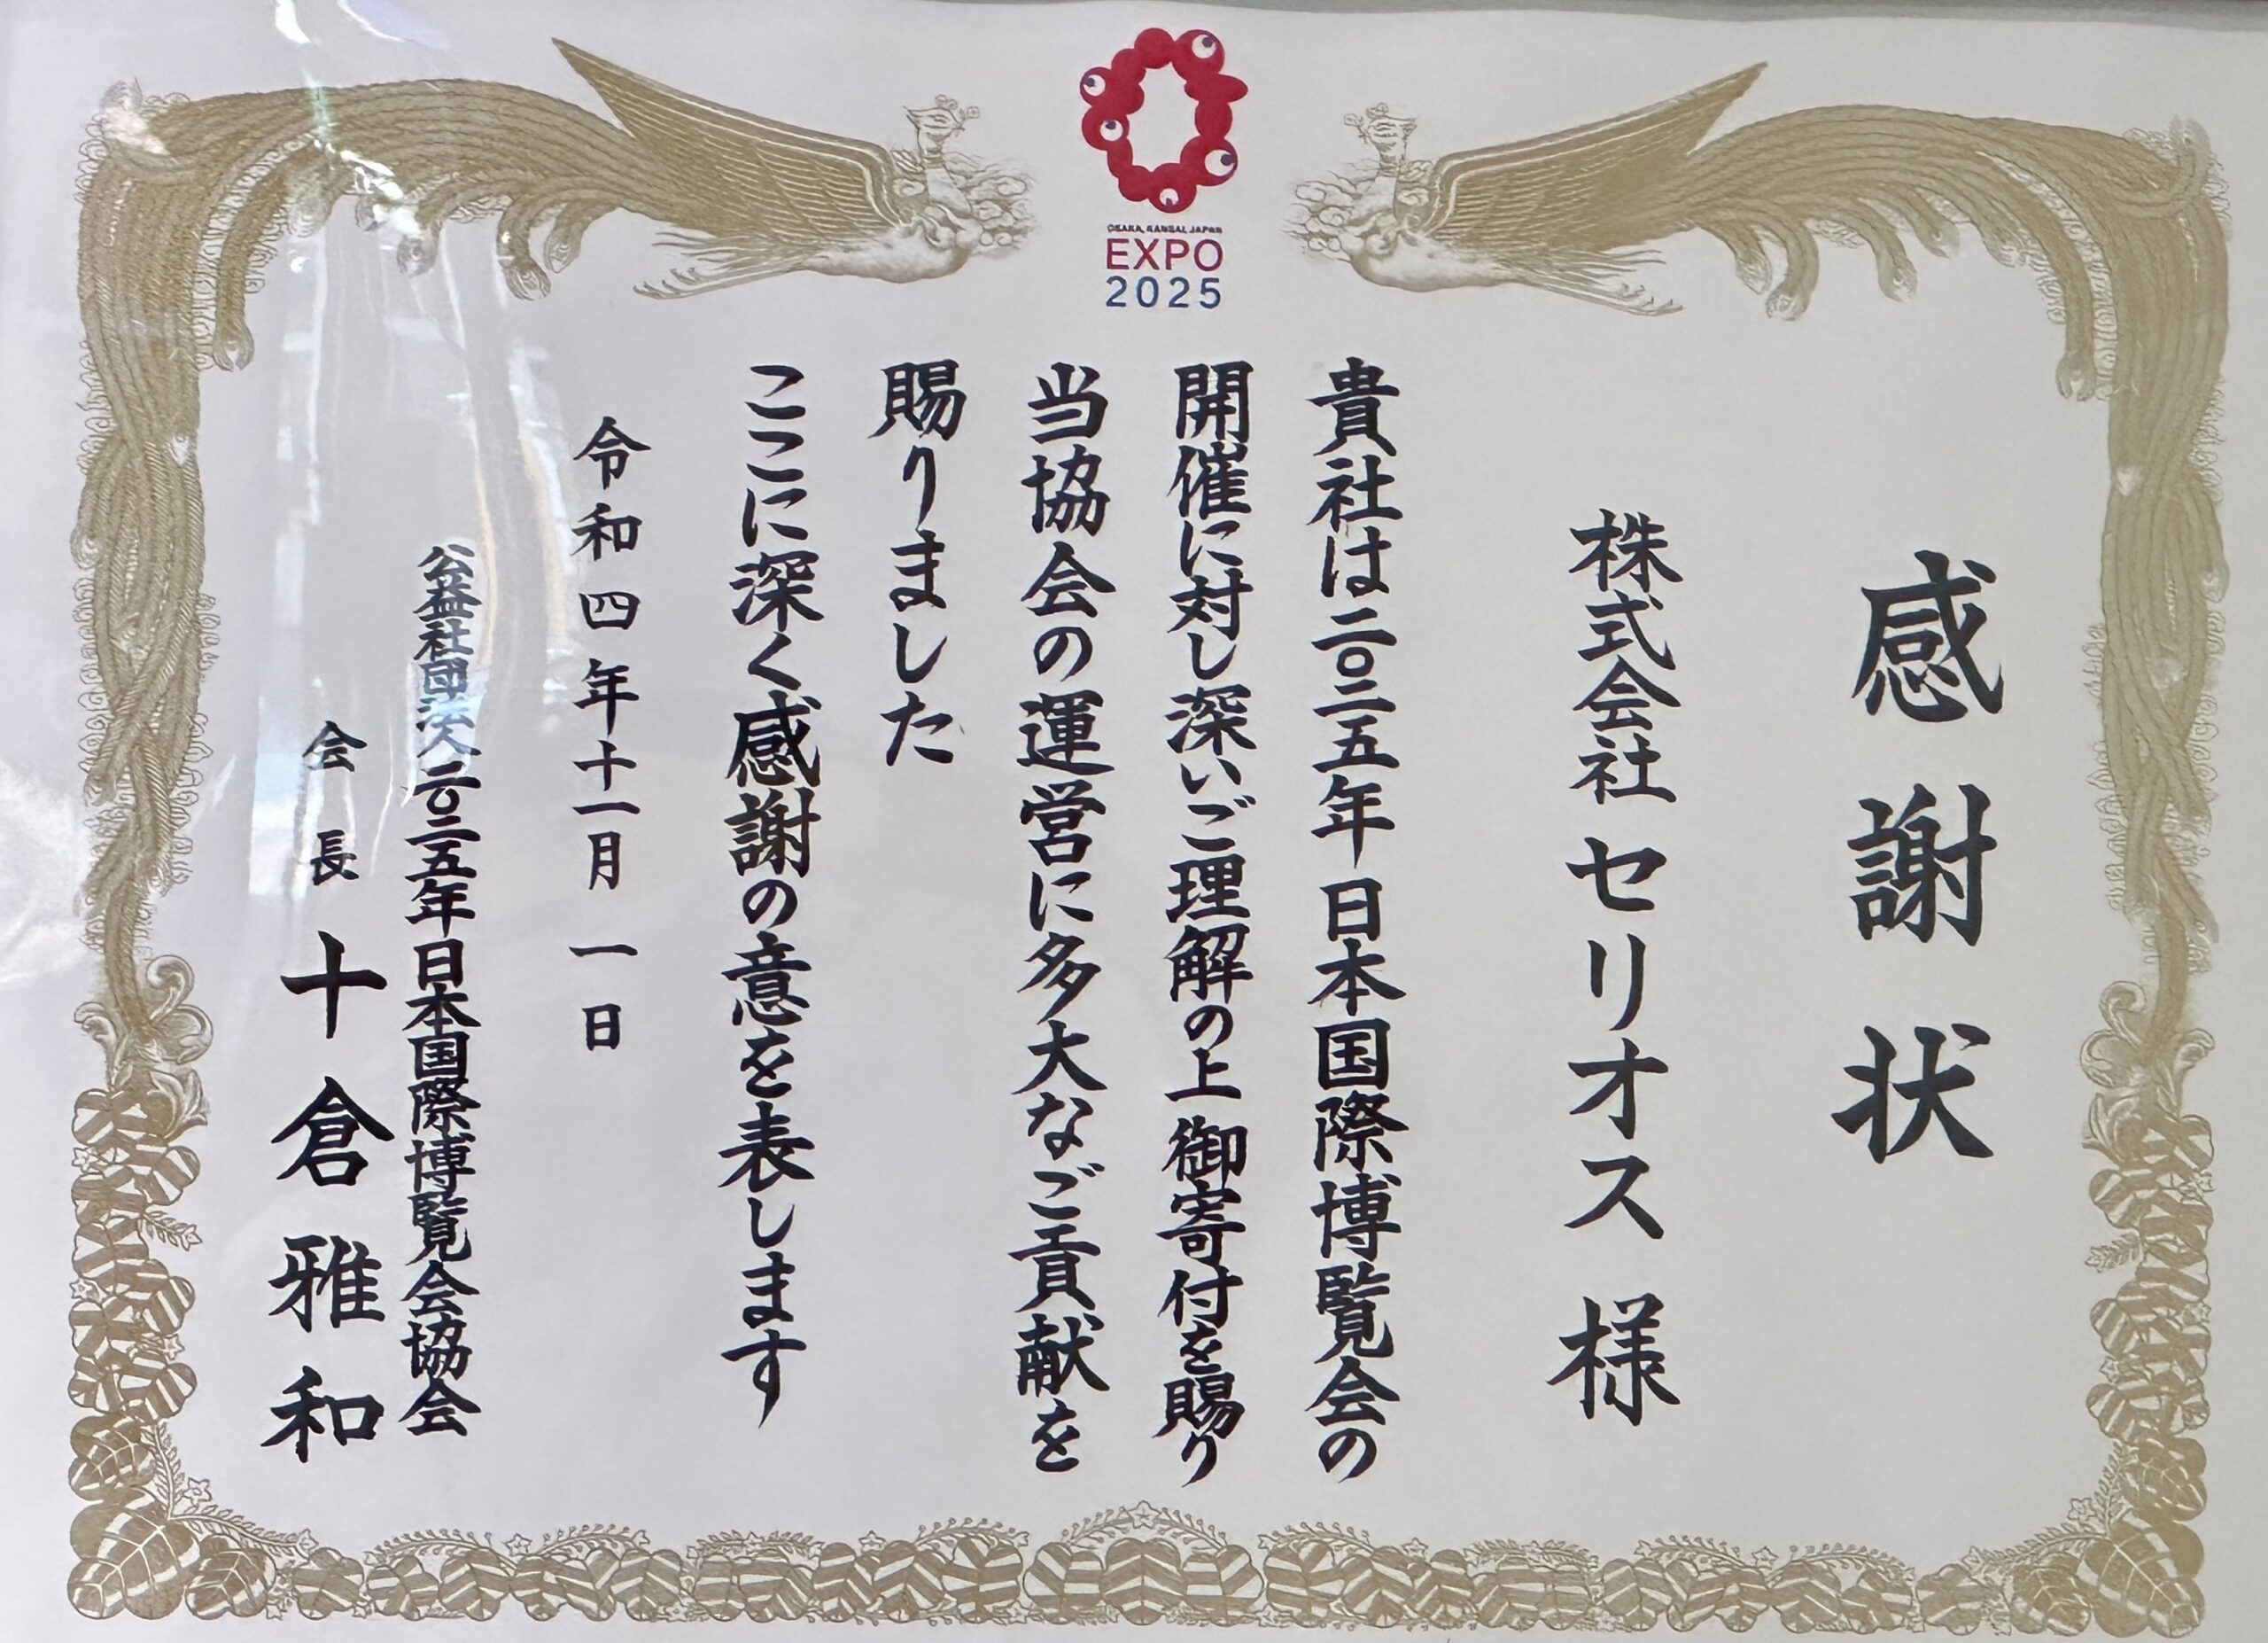 OSAKA, KANSAI, JAPAN
EXPO
2025
感謝状
株式会社セリオス 様
貴社は二〇二五年日本国際博覧会の
開催に対し深いご理解の上御寄付を賜り
当協会の運営に多大なご貢献を
賜りました
ここに深く感謝の意を表します
令和四年十一月一日
公益社団法人二〇二五年日本国際博覧会協会
会長 十倉雅和